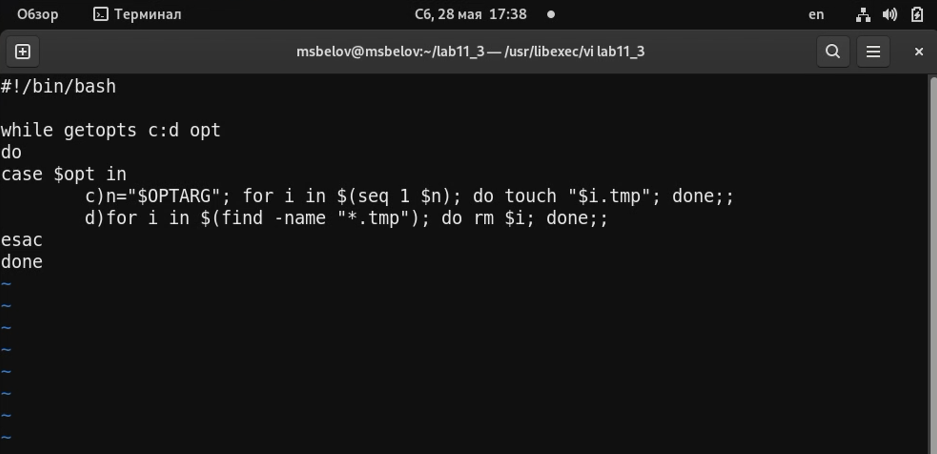 Обзор Терминал Сб, 28 мая 17:38 en
msbelov@msbelov:~/lab11_3 — /usr/libexec/vi lab11_3
#!/bin/bash
while getopts c:d opt
do
case $opt in
c)n="$OPTARG"; for i in $(seq 1 $n); do touch "$i.tmp"; done;;
d)for i in $(find -name "*.tmp"); do rm $i; done;;
esac
done
~
~
~
~
~
~
~
~